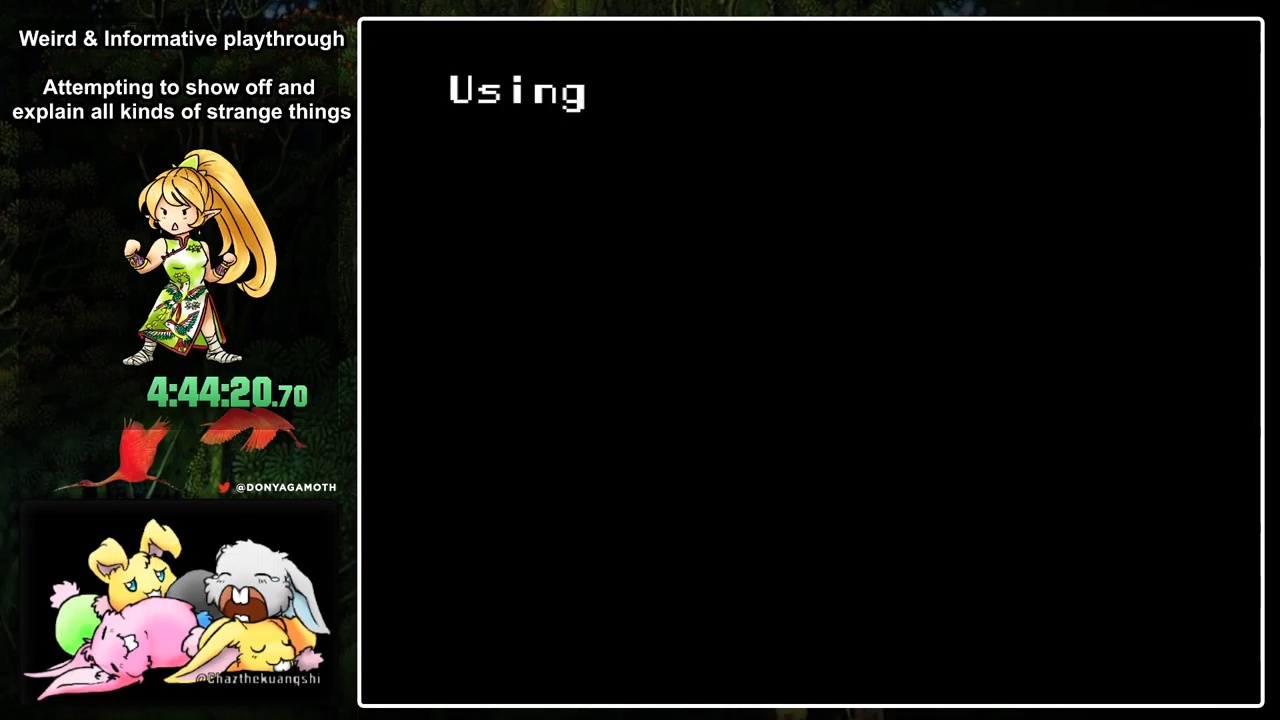 Weird & Informative playthrough
Attempting to show off and
explain all kinds of strange things
4:44:20.70
@DONYAGAMOTH
@Chazthekuangshi
Using